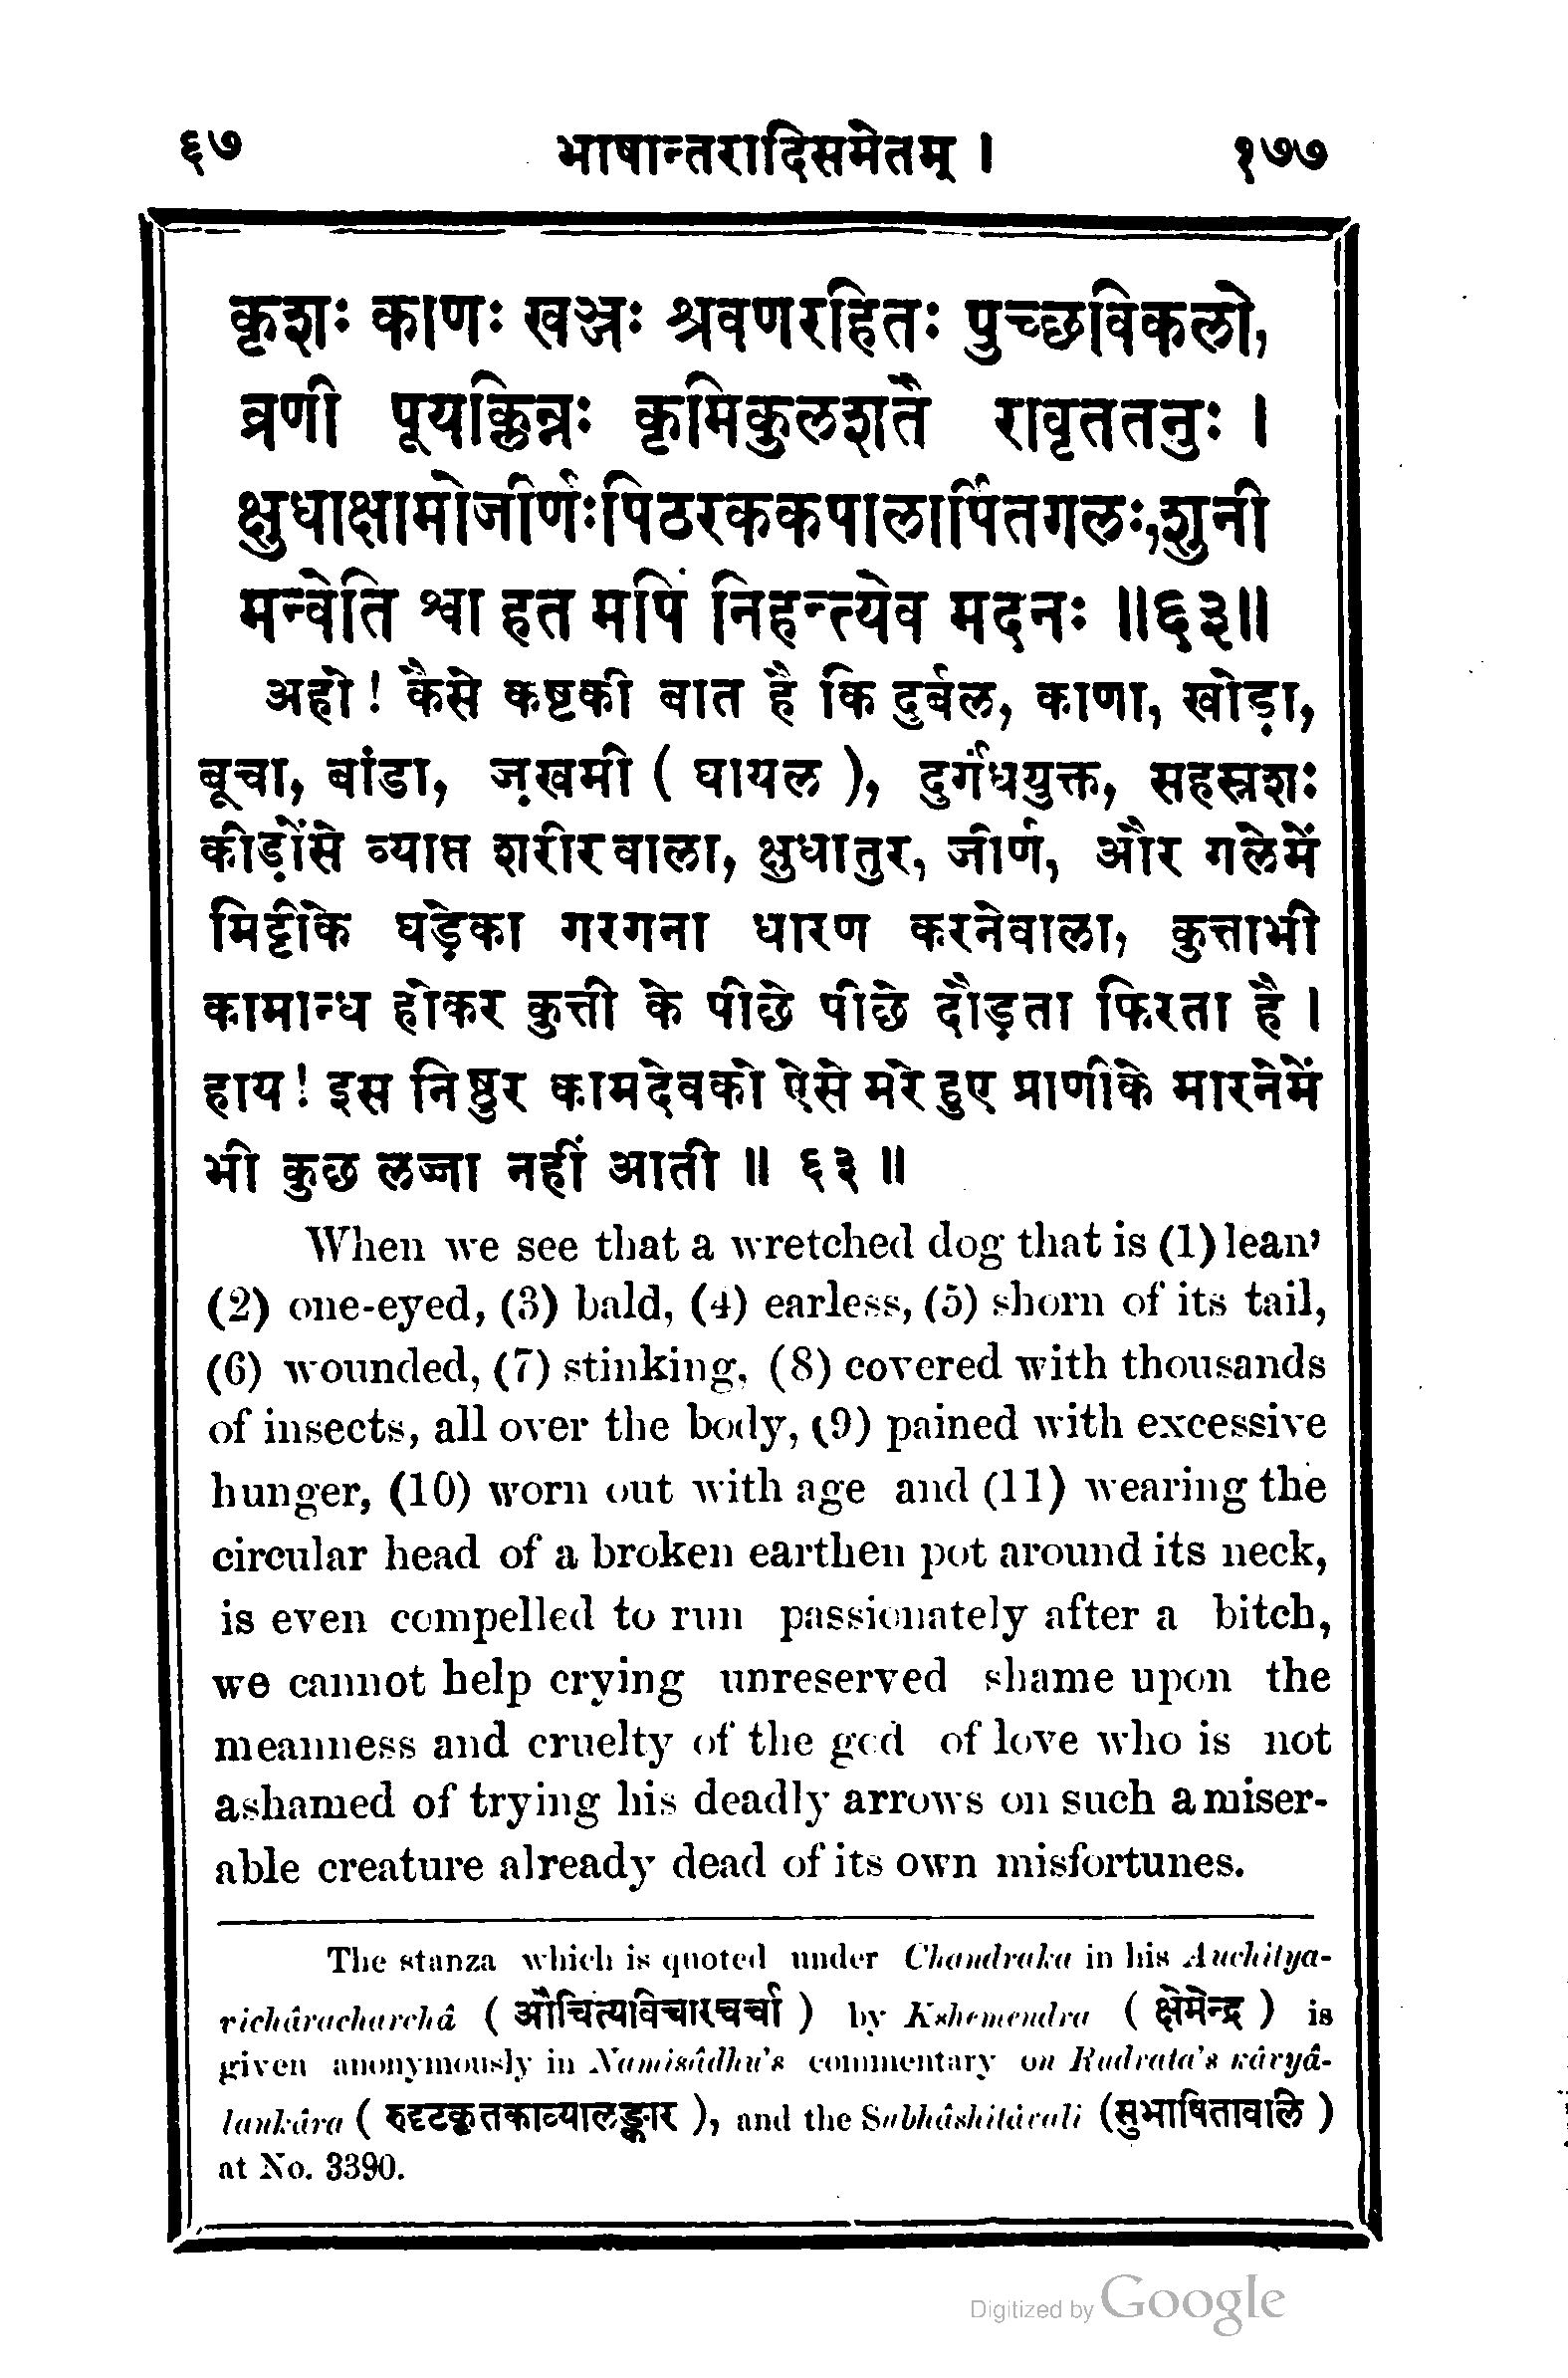 ६७ भाषान्तरादिसमेतम् । १७७
कृशः काणः खञ्जः श्रवणरहितः पुच्छविकलो,
व्रणी पूयक्लिन्नः कृमिकुलशतै रावृततनुः ।
क्षुधाक्षामोजीर्णःपिठरककपालार्पितगलः,शुनी
मन्वेति श्वा हत मपि निहन्त्येव मदनः ॥६३॥
अहो! कैसे कष्टकी बात है कि दुर्बल, काणा, खोड़ा,
बूचा, बांडा, ज़खमी ( घायल ), दुर्गंधयुक्त, सहस्रशः
कीड़ोंसे व्याप्त शरीरवाला, क्षुधातुर, जीर्ण, और गलेमें
मिट्टीके घड़ेका गरगना धारण करनेवाला, कुत्ताभी
कामान्ध होकर कुत्ती के पीछे पीछे दौड़ता फिरता है ।
हाय! इस निष्ठुर कामदेवको ऐसे मरे हुए प्राणीके मारनेमें
भी कुछ लज्जा नहीं आती ॥ ६३ ॥
When we see that a wretched dog that is (1) lean’
(2) one-eyed, (3) bald, (4) earless, (5) shorn of its tail,
(6) wounded, (7) stinking, (8) covered with thousands
of insects, all over the body, (9) pained with excessive
hunger, (10) worn out with age and (11) wearing the
circular head of a broken earthen pot around its neck,
is even compelled to run passionately after a bitch,
we cannot help crying unreserved shame upon the
meanness and cruelty of the god of love who is not
ashamed of trying his deadly arrows on such a miser-
able creature already dead of its own misfortunes.
The stanza which is quoted under Chandraka in his Auchitya-
richâracharchâ ( औचित्यविचारचर्चा ) by Kshemendra ( क्षेमेन्द्र ) is
given anonymously in Namisâdhu's commentary on Rudrata's kâryâ-
lankâra ( रुद्रटकृतकाव्यालङ्कार ), and the Subhâshitâvali (सुभाषितावलि )
at No. 3390.
Digitized by Google